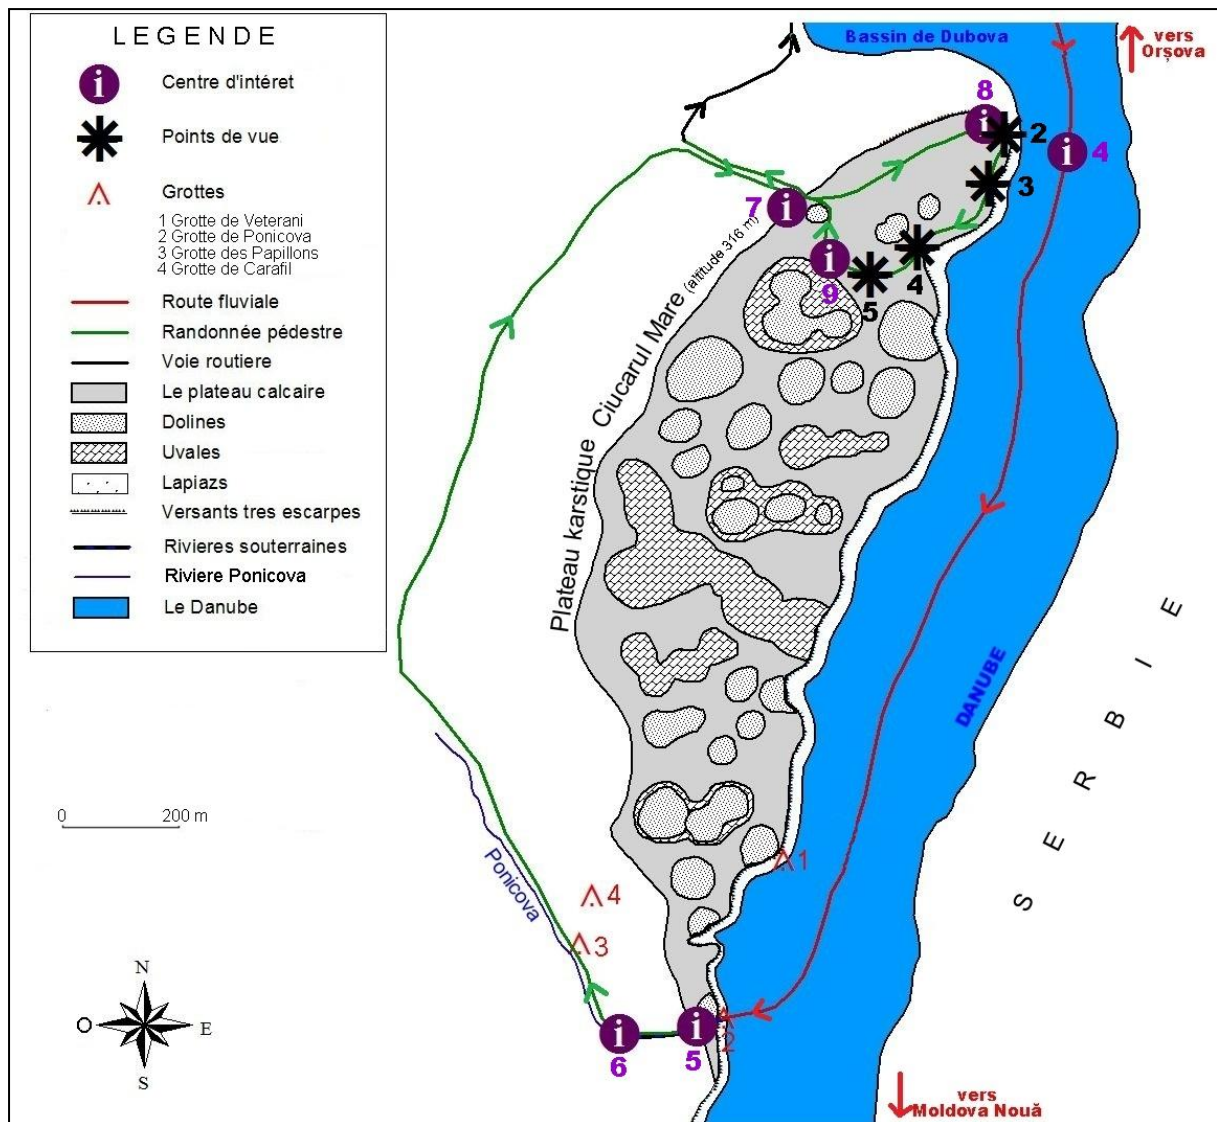 LEGENDE
i Centre d'intéret
Points de vue
Grottes
1 Grotte de Veterani
2 Grotte de Ponicova
3 Grotte des Papillons
4 Grotte de Carafil
Route fluviale
Randonnée pédestre
Voie routiere
Le plateau calcaire
Dolines
Uvales
Lapiazs
Versants tres escarpes
Rivieres souterraines
Riviere Ponicova
Le Danube
0 200 m
N
O E
S
Bassin de Dubova
vers
Orșova
8
i
2
i 4
3
7 i
i
9
4
5
Plateau karstique Ciucarul Mare (altitude 316 m)
DANUBE
SERBIE
1
4
3
Ponicova
i
6
i
5
2
vers
Moldova Nouă